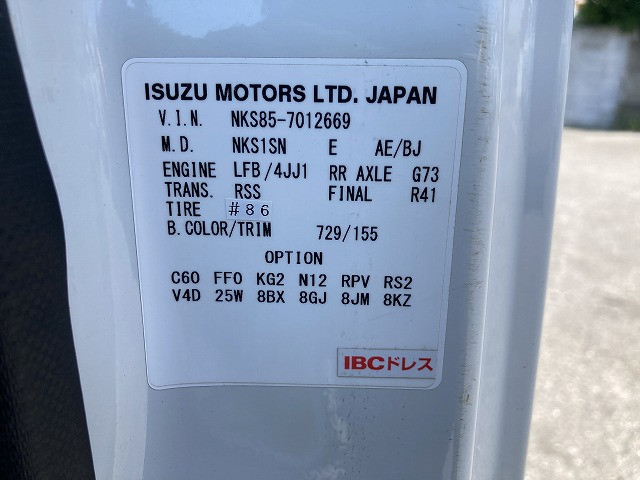 ISUZU MOTORS LTD. JAPAN
V.I.N. NKS85-7012669
M.D. NKS1SN E AE/BJ
ENGINE LFB/4JJ1 RR AXLE G73
TRANS. RSS FINAL R41
TIRE #86
B.COLOR/TRIM 729/155
OPTION
C60 FF0 KG2 N12 RPV RS2
V4D 25W 8BX 8GJ 8JM 8KZ
IBCドレス